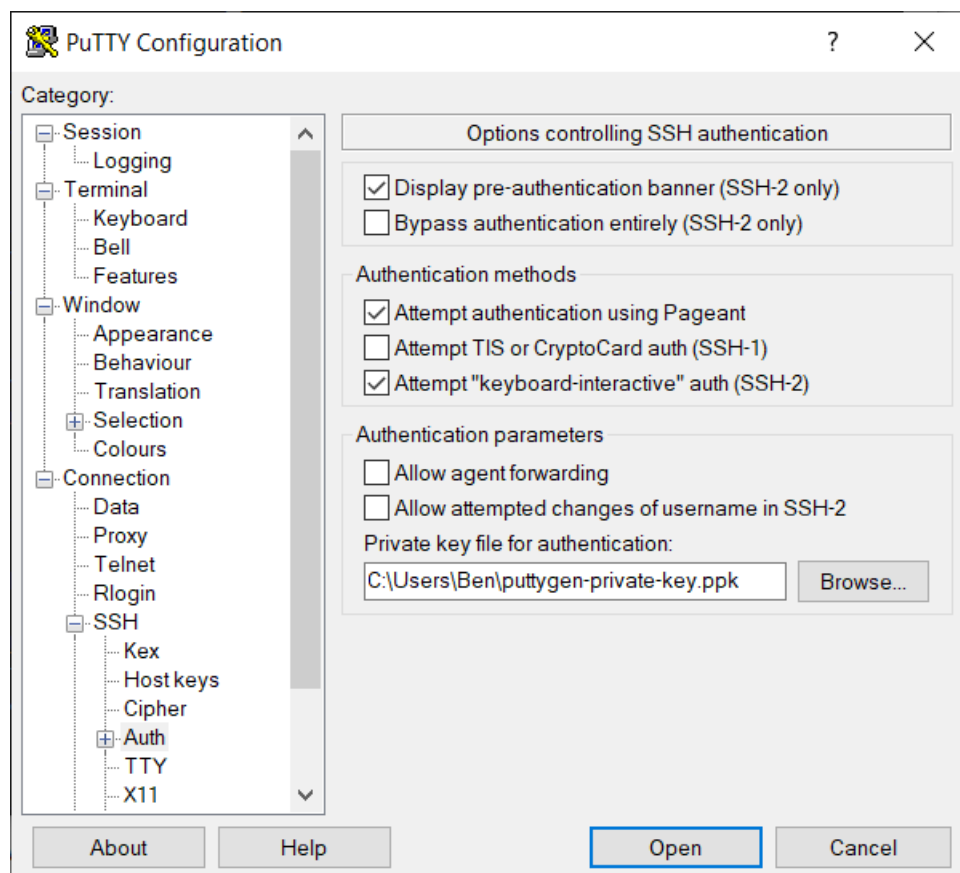 PuTTY Configuration
?
Category:
Session
Logging
Terminal
Keyboard
Bell
Features
Window
Appearance
Behaviour
Translation
Selection
Colours
Connection
Data
Proxy
Telnet
Rlogin
SSH
Kex
Host keys
Cipher
Auth
TTY
X11
Options controlling SSH authentication
Display pre-authentication banner (SSH-2 only)
Bypass authentication entirely (SSH-2 only)
Authentication methods
Attempt authentication using Pageant
Attempt TIS or CryptoCard auth (SSH-1)
Attempt "keyboard-interactive" auth (SSH-2)
Authentication parameters
Allow agent forwarding
Allow attempted changes of username in SSH-2
Private key file for authentication:
C:\Users\Ben\puttygen-private-key.ppk
Browse...
About
Help
Open
Cancel